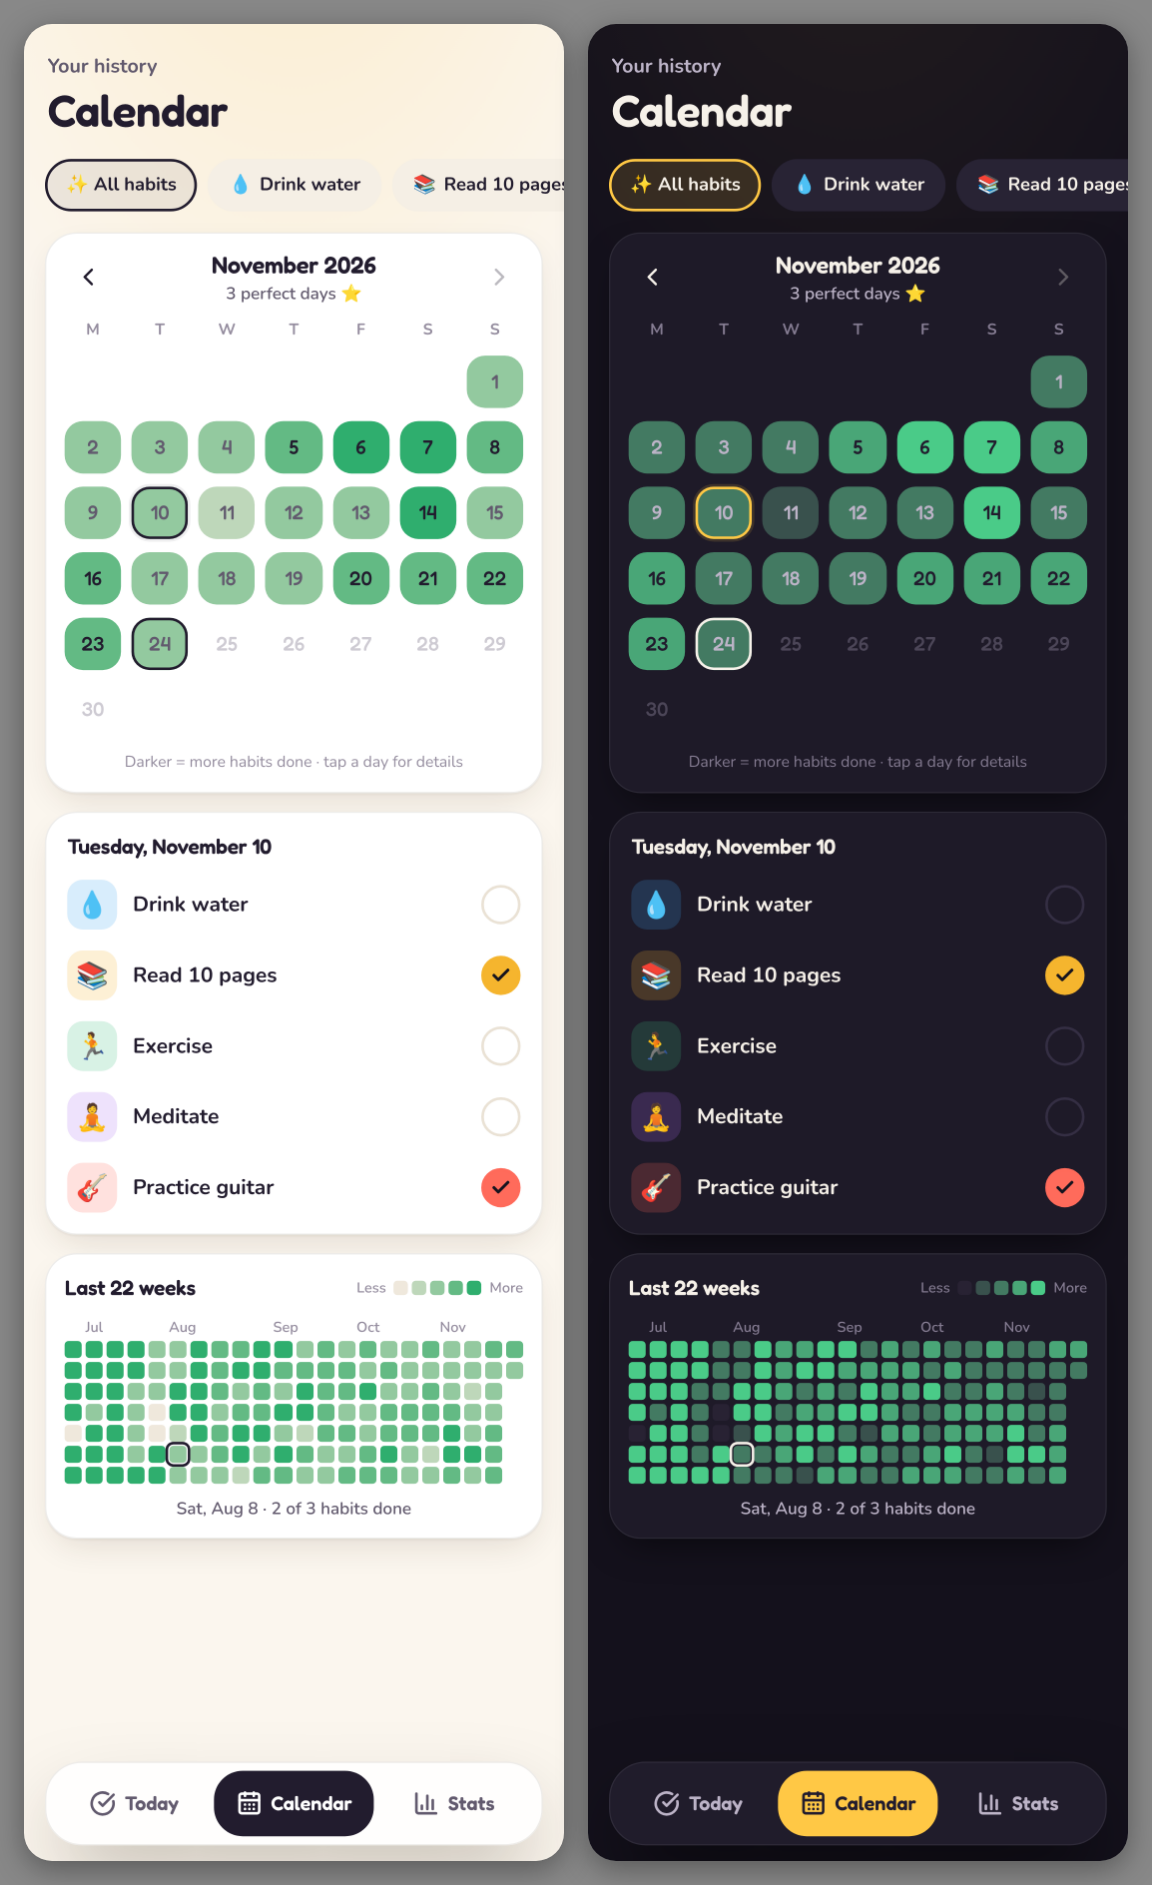 Your history
Calendar
✨ All habits 💧 Drink water 📚 Read 10 pages
November 2026
3 perfect days ⭐
M T W T F S S
1
2 3 4 5 6 7 8
9 10 11 12 13 14 15
16 17 18 19 20 21 22
23 24 25 26 27 28 29
30
Darker = more habits done · tap a day for details
Tuesday, November 10
Drink water
Read 10 pages
Exercise
Meditate
Practice guitar
Last 22 weeks Less More
Jul Aug Sep Oct Nov
Sat, Aug 8 · 2 of 3 habits done
Today Calendar Stats
Your history
Calendar
✨ All habits 💧 Drink water 📚 Read 10 pages
November 2026
3 perfect days ⭐
M T W T F S S
1
2 3 4 5 6 7 8
9 10 11 12 13 14 15
16 17 18 19 20 21 22
23 24 25 26 27 28 29
30
Darker = more habits done · tap a day for details
Tuesday, November 10
Drink water
Read 10 pages
Exercise
Meditate
Practice guitar
Last 22 weeks Less More
Jul Aug Sep Oct Nov
Sat, Aug 8 · 2 of 3 habits done
Today Calendar Stats